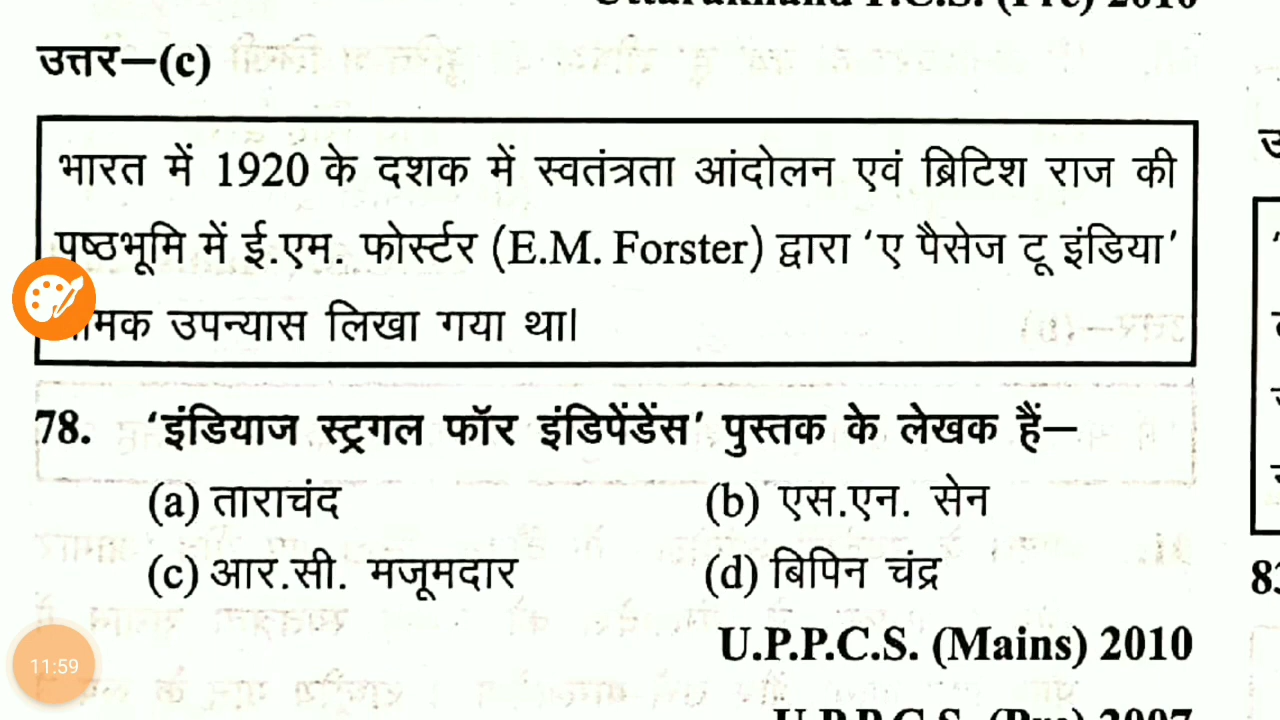 उत्तर—(c)
भारत में 1920 के दशक में स्वतंत्रता आंदोलन एवं ब्रिटिश राज की
पृष्ठभूमि में ई.एम. फोर्स्टर (E.M. Forster) द्वारा ‘ए पैसेज टू इंडिया’
उपन्यास लिखा गया था।
78. ‘इंडियाज स्ट्रगल फॉर इंडिपेंडेंस’ पुस्तक के लेखक हैं—
(a) ताराचंद (b) एस.एन. सेन
(c) आर.सी. मजूमदार (d) बिपिन चंद्र
U.P.P.C.S. (Mains) 2010
11:59